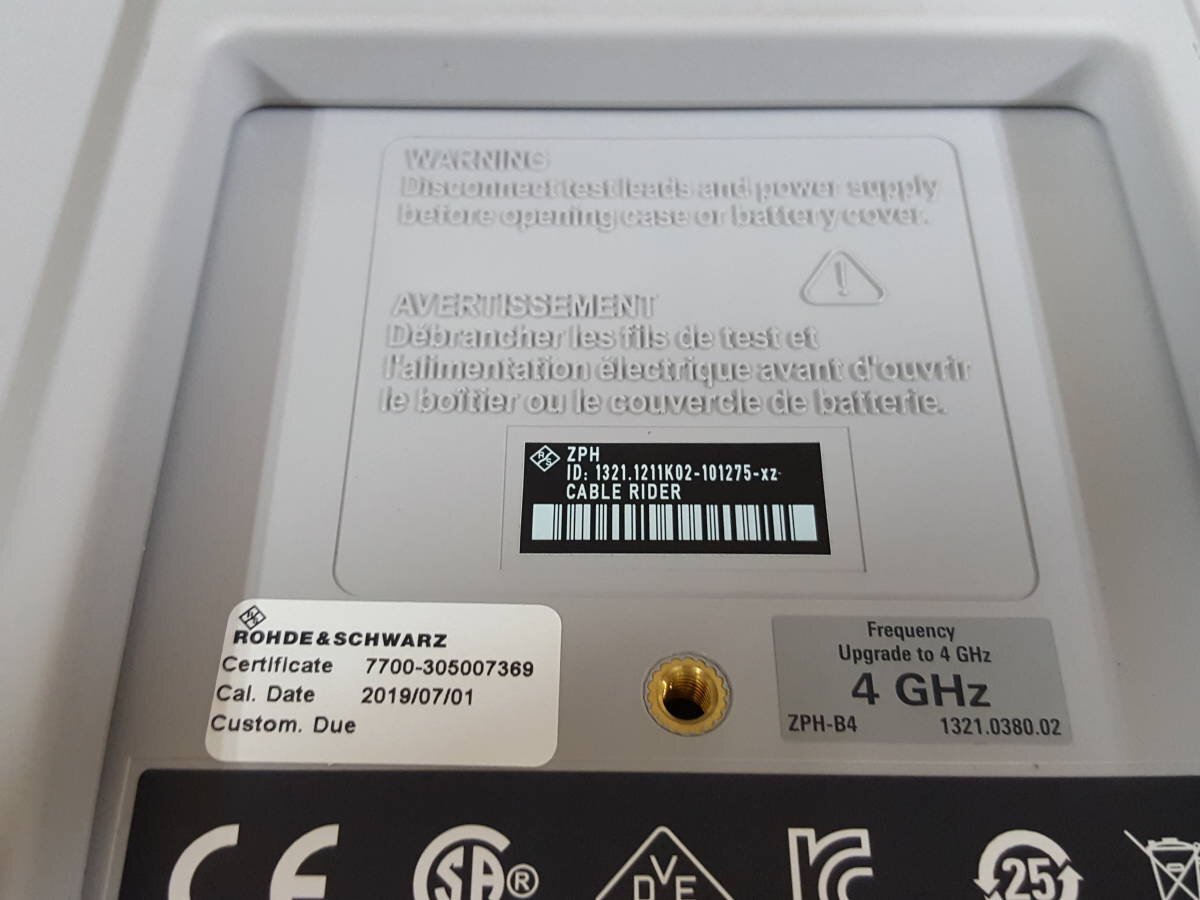 WARNING
Disconnect test leads and power supply
before opening case or battery cover.
AVERTISSEMENT
Débrancher les fils de test et
l'alimentation électrique avant d'ouvrir
le boîtier ou le couvercle de batterie.
R/S
ZPH
ID: 1321.1211K02-101275-xz
CABLE RIDER
R/S
ROHDE&SCHWARZ
Certificate 7700-305007369
Cal. Date 2019/07/01
Custom. Due
Frequency
Upgrade to 4 GHz
4 GHz
ZPH-B4 1321.0380.02
CE SA® VDE 25